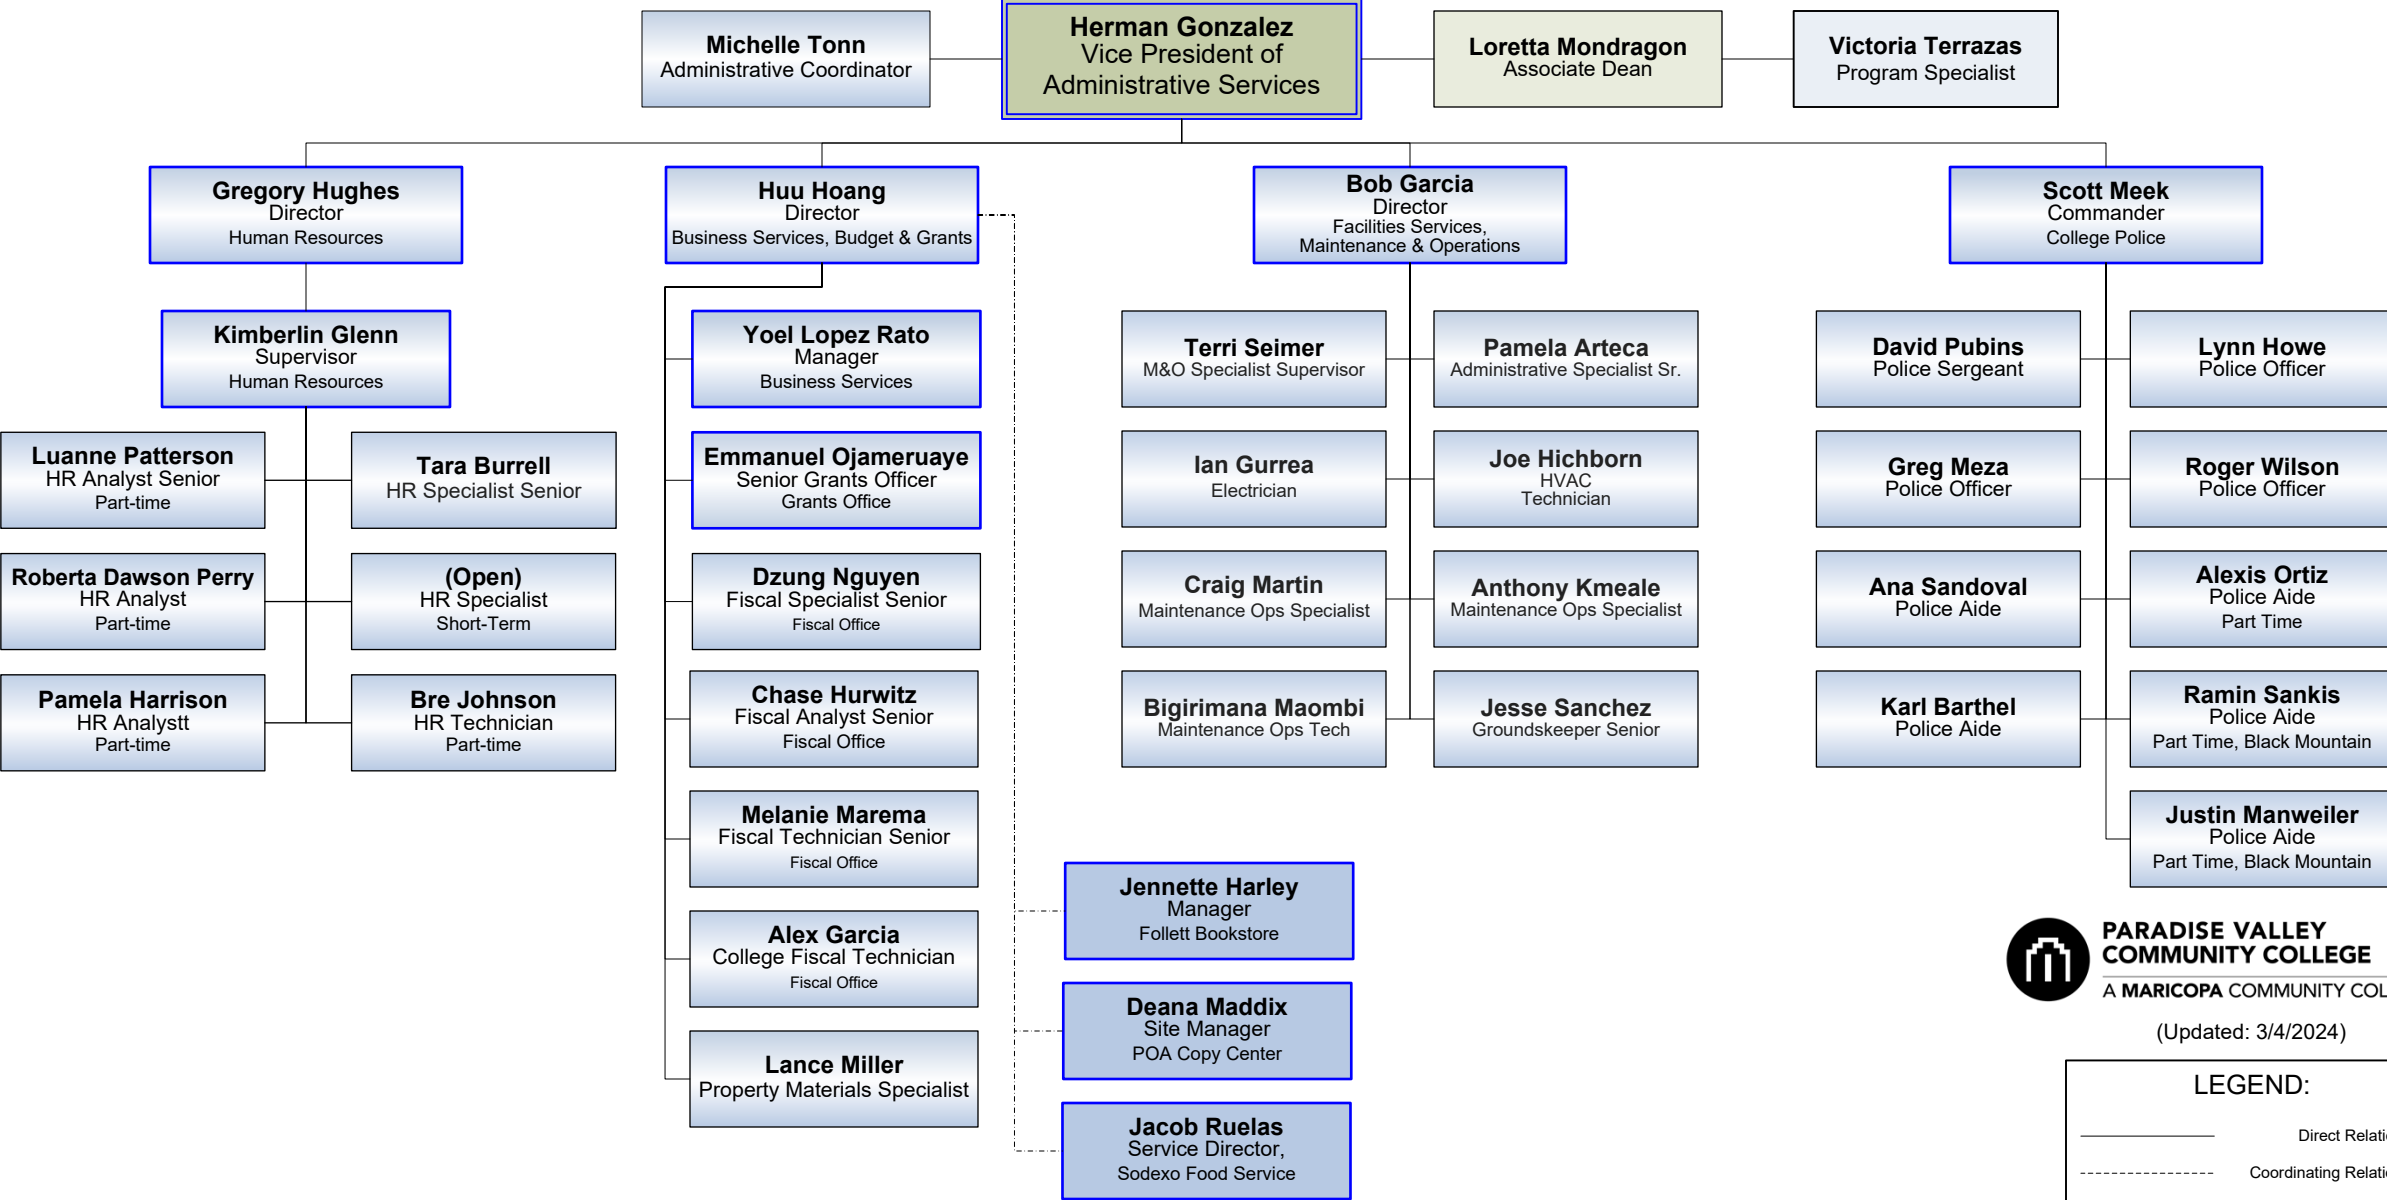 Michelle Tonn
Administrative Coordinator
Herman Gonzalez
Vice President of
Administrative Services
Loretta Mondragon
Associate Dean
Victoria Terrazas
Program Specialist
Gregory Hughes
Director
Human Resources
Huu Hoang
Director
Business Services, Budget & Grants
Bob Garcia
Director
Facilities Services,
Maintenance & Operations
Scott Meek
Commander
College Police
Kimberlin Glenn
Supervisor
Human Resources
Luanne Patterson
HR Analyst Senior
Part-time
Tara Burrell
HR Specialist Senior
Roberta Dawson Perry
HR Analyst
Part-time
(Open)
HR Specialist
Short-Term
Pamela Harrison
HR Analystt
Part-time
Bre Johnson
HR Technician
Part-time
Yoel Lopez Rato
Manager
Business Services
Emmanuel Ojameruaye
Senior Grants Officer
Grants Office
Dzung Nguyen
Fiscal Specialist Senior
Fiscal Office
Chase Hurwitz
Fiscal Analyst Senior
Fiscal Office
Melanie Marema
Fiscal Technician Senior
Fiscal Office
Alex Garcia
College Fiscal Technician
Fiscal Office
Lance Miller
Property Materials Specialist
Jennette Harley
Manager
Follett Bookstore
Deana Maddix
Site Manager
POA Copy Center
Jacob Ruelas
Service Director,
Sodexo Food Service
Terri Seimer
M&O Specialist Supervisor
Pamela Arteca
Administrative Specialist Sr.
Ian Gurrea
Electrician
Joe Hichborn
HVAC
Technician
Craig Martin
Maintenance Ops Specialist
Anthony Kmeale
Maintenance Ops Specialist
Bigirimana Maombi
Maintenance Ops Tech
Jesse Sanchez
Groundskeeper Senior
David Pubins
Police Sergeant
Lynn Howe
Police Officer
Greg Meza
Police Officer
Roger Wilson
Police Officer
Ana Sandoval
Police Aide
Alexis Ortiz
Police Aide
Part Time
Karl Barthel
Police Aide
Ramin Sankis
Police Aide
Part Time, Black Mountain
Justin Manweiler
Police Aide
Part Time, Black Mountain
PARADISE VALLEY
COMMUNITY COLLEGE
A MARICOPA COMMUNITY
(Updated: 3/4/2024)
LEGEND:
Direct
Coordinating